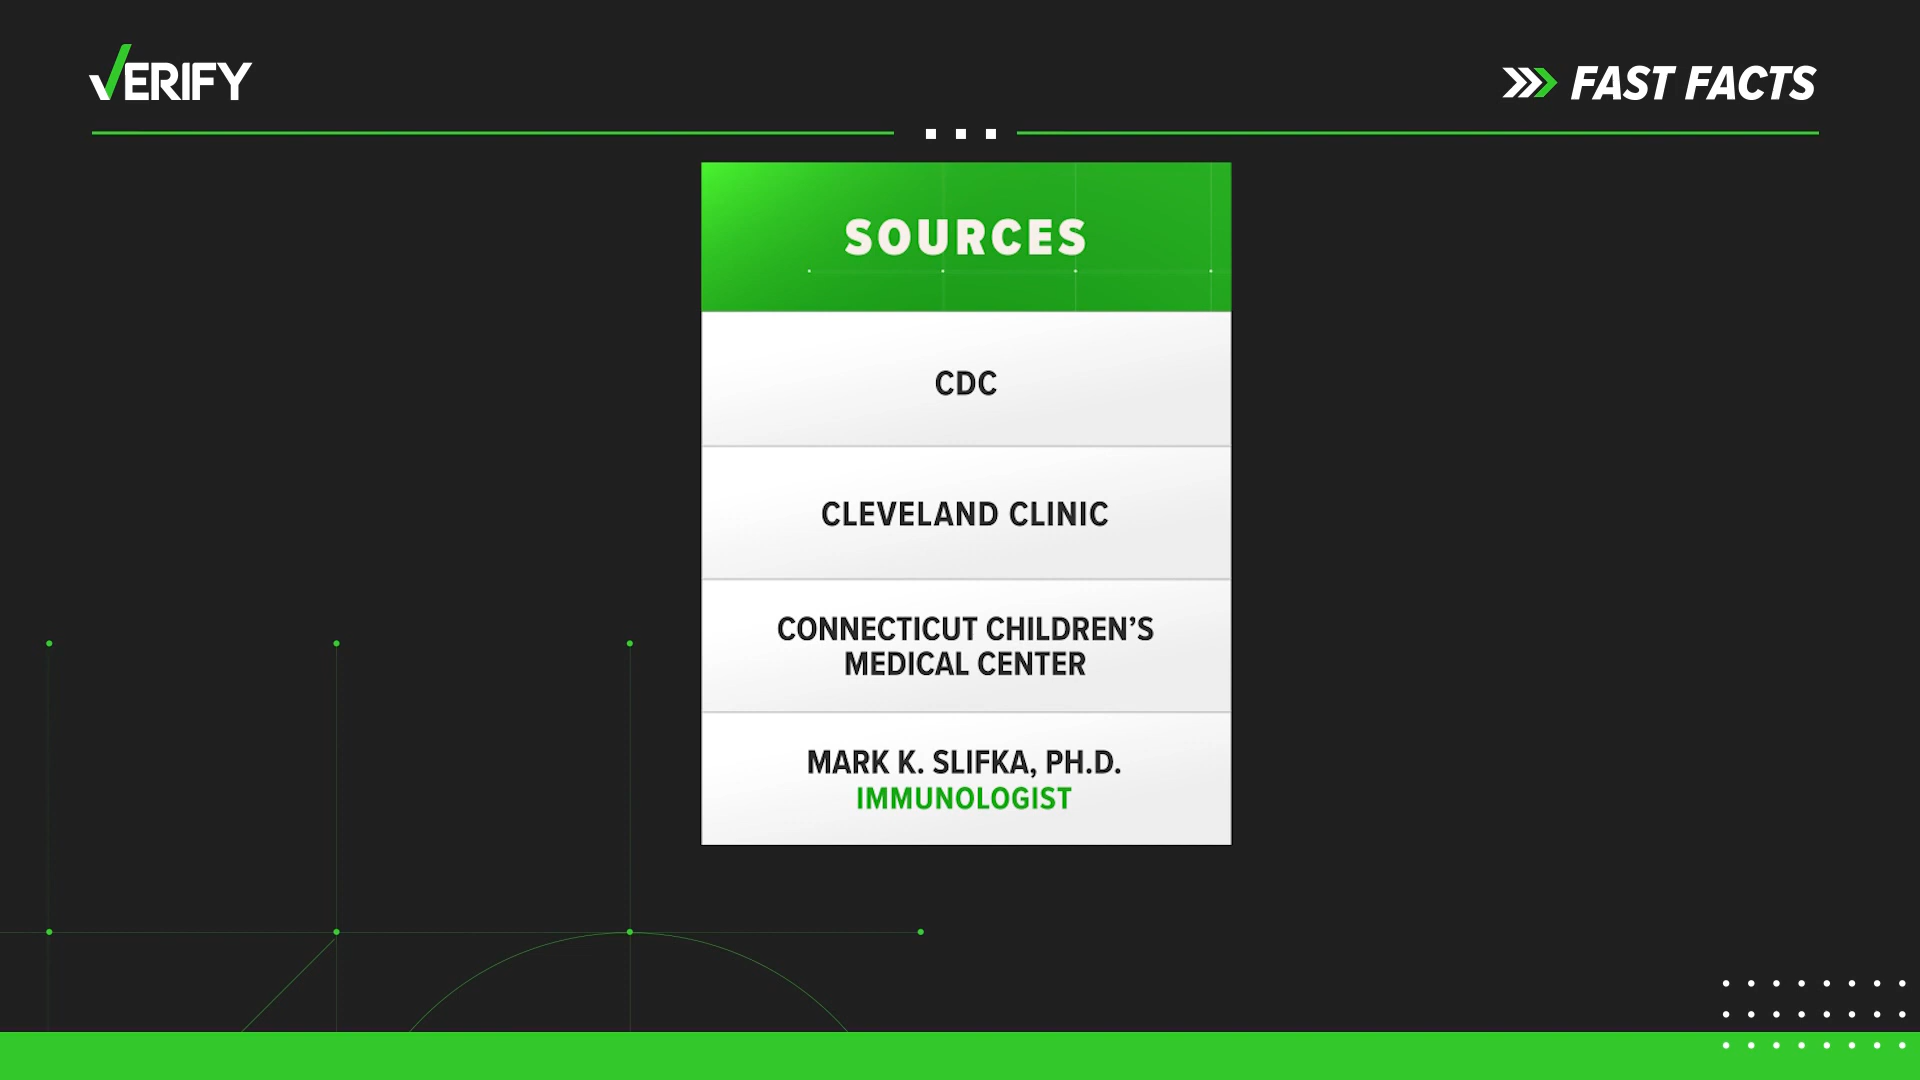 VERIFY
FAST FACTS
SOURCES
CDC
CLEVELAND CLINIC
CONNECTICUT CHILDREN’S
MEDICAL CENTER
MARK K. SLIFKA, PH.D.
IMMUNOLOGIST